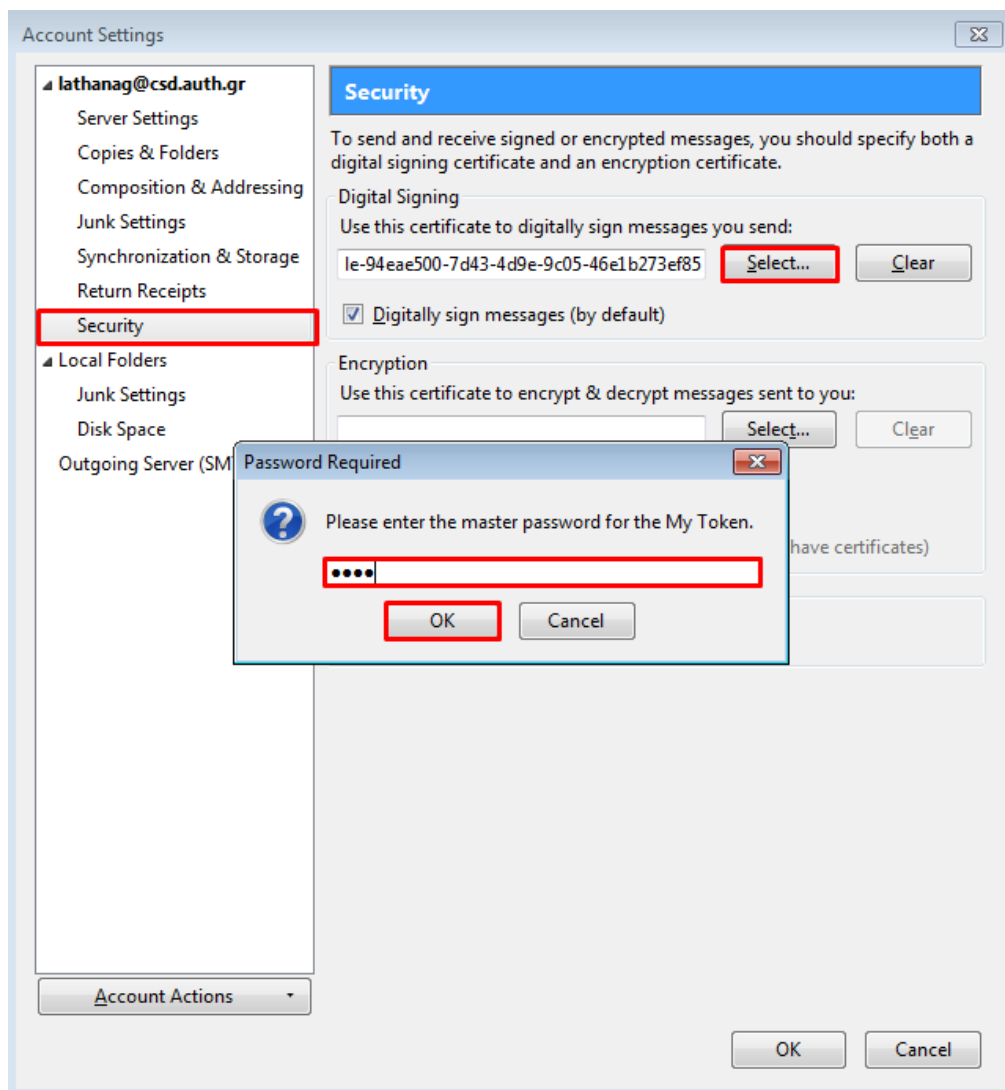 Account Settings
lathanag@csd.auth.gr
Server Settings
Copies & Folders
Composition & Addressing
Junk Settings
Synchronization & Storage
Return Receipts
Security
Local Folders
Junk Settings
Disk Space
Outgoing Server (SM
Account Actions
Security
To send and receive signed or encrypted messages, you should specify both a
digital signing certificate and an encryption certificate.
Digital Signing
Use this certificate to digitally sign messages you send:
le-94eae500-7d43-4d9e-9c05-46e1b273ef85 Select... Clear
Digitally sign messages (by default)
Encryption
Use this certificate to encrypt & decrypt messages sent to you:
Select... Clear
have certificates)
Password Required
Please enter the master password for the My Token.
••••
OK Cancel
OK Cancel